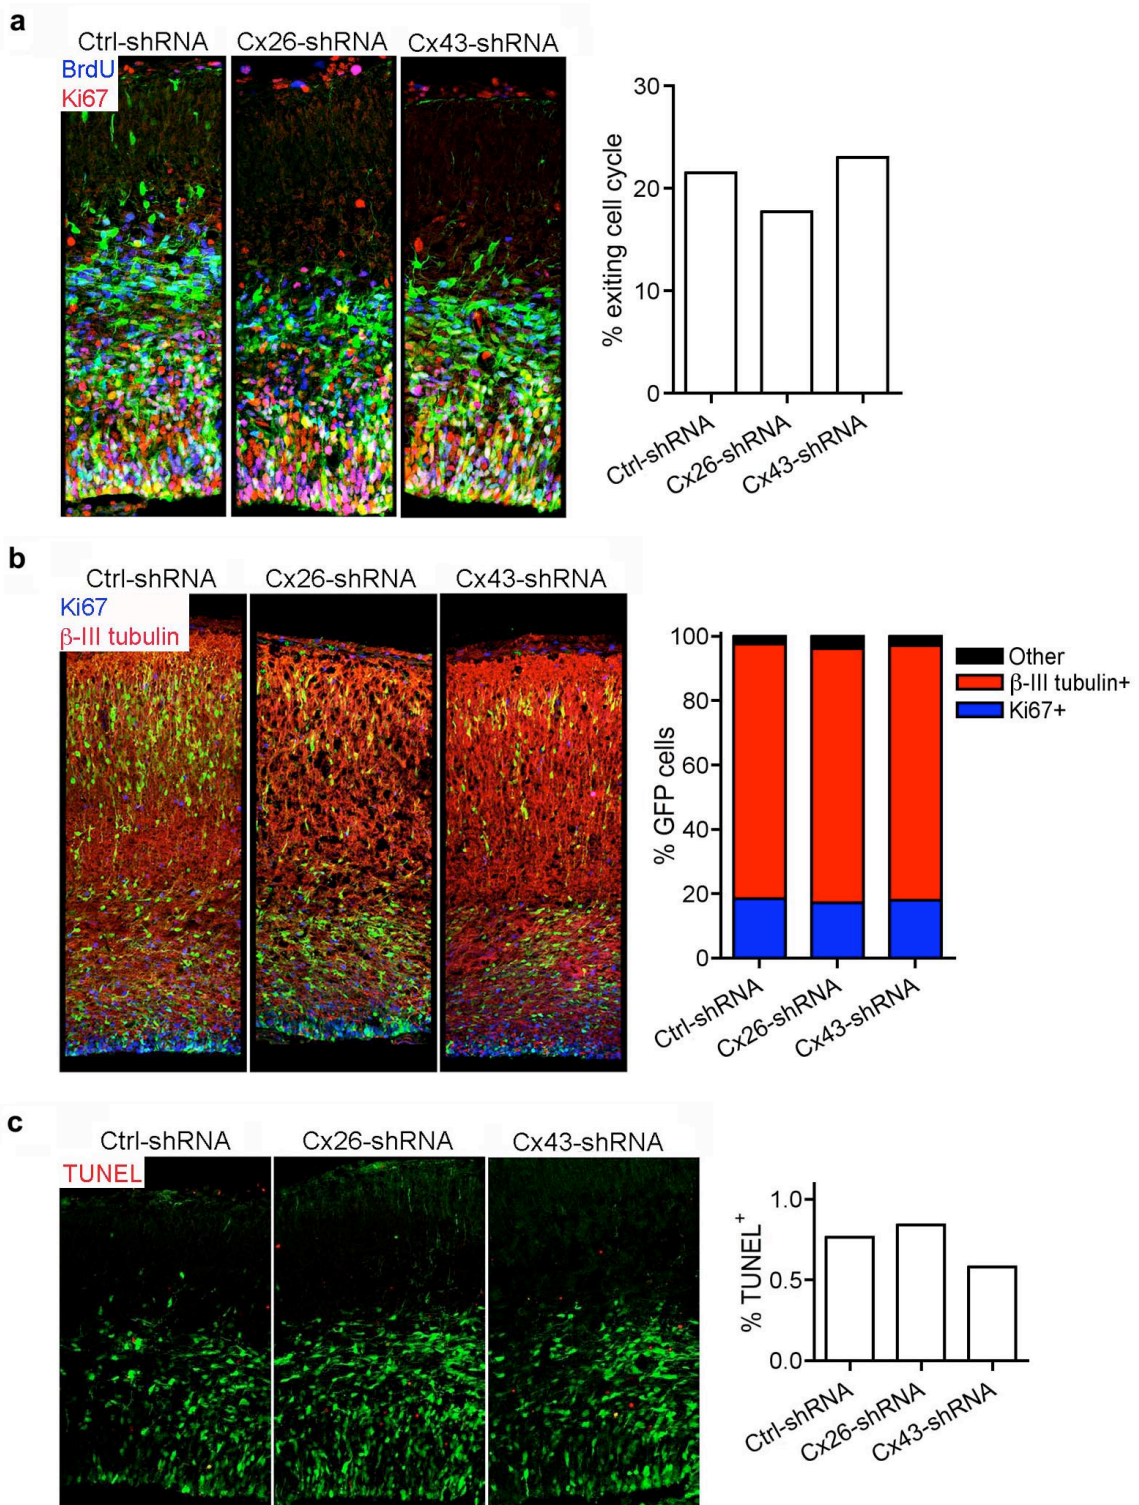 a
Ctrl-shRNA Cx26-shRNA Cx43-shRNA
BrdU
Ki67
30
20
10
0
% exiting cell cycle
Ctrl-shRNA
Cx26-shRNA
Cx43-shRNA
b
Ctrl-shRNA Cx26-shRNA Cx43-shRNA
Ki67
β-III tubulin
100
80
60
40
20
0
% GFP cells
Other
β-III tubulin+
Ki67+
Ctrl-shRNA
Cx26-shRNA
Cx43-shRNA
c
Ctrl-shRNA Cx26-shRNA Cx43-shRNA
TUNEL
1.0
0.5
0.0
% TUNEL⁺
Ctrl-shRNA
Cx26-shRNA
Cx43-shRNA